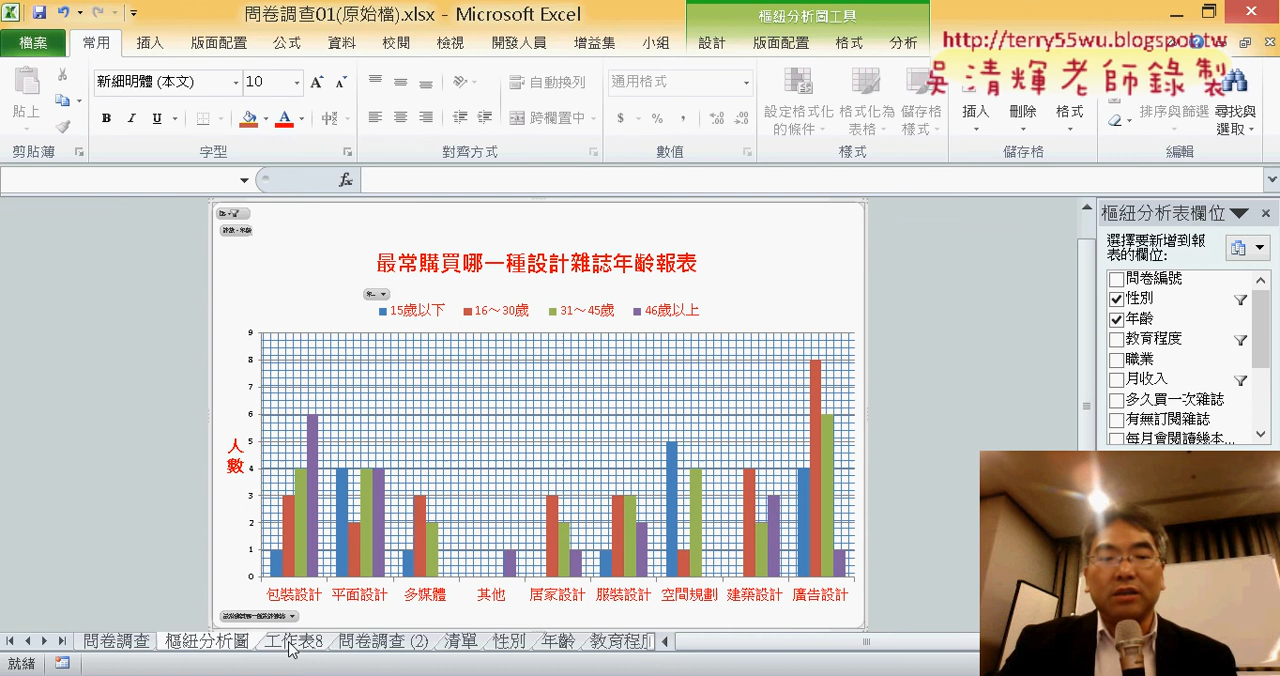 問卷調查01(原始檔).xlsx - Microsoft Excel
樞紐分析圖工具
檔案 常用 插入 版面配置 公式 資料 校閱 檢視 開發人員 增益集 小組 設計 版面配置 格式 分析
http://terry55wu.blogspot.tw
吳清輝老師錄製
新細明體 (本文) 10
自動換列
通用格式
貼上
B I U
跨欄置中
$ % ,
設定格式化的條件
格式化為表格
儲存格樣式
插入 刪除 格式
排序與篩選
尋找與選取
剪貼簿 字型 對齊方式 數值 樣式 儲存格 編輯
fx
最常購買哪一種設計雜誌年齡報表
15歲以下 16～30歲 31～45歲 46歲以上
人數
9
8
7
6
5
4
3
2
1
0
包裝設計 平面設計 多媒體 其他 居家設計 服裝設計 空間規劃 建築設計 廣告設計
樞紐分析表欄位
選擇要新增到報
表的欄位:
問卷編號
性別
年齡
教育程度
職業
月收入
多久買一次雜誌
有無訂閱雜誌
每月會閱讀幾本...
問卷調查 樞紐分析圖 工作表8 問卷調查 (2) 清單 性別 年齡 教育程度
就緒